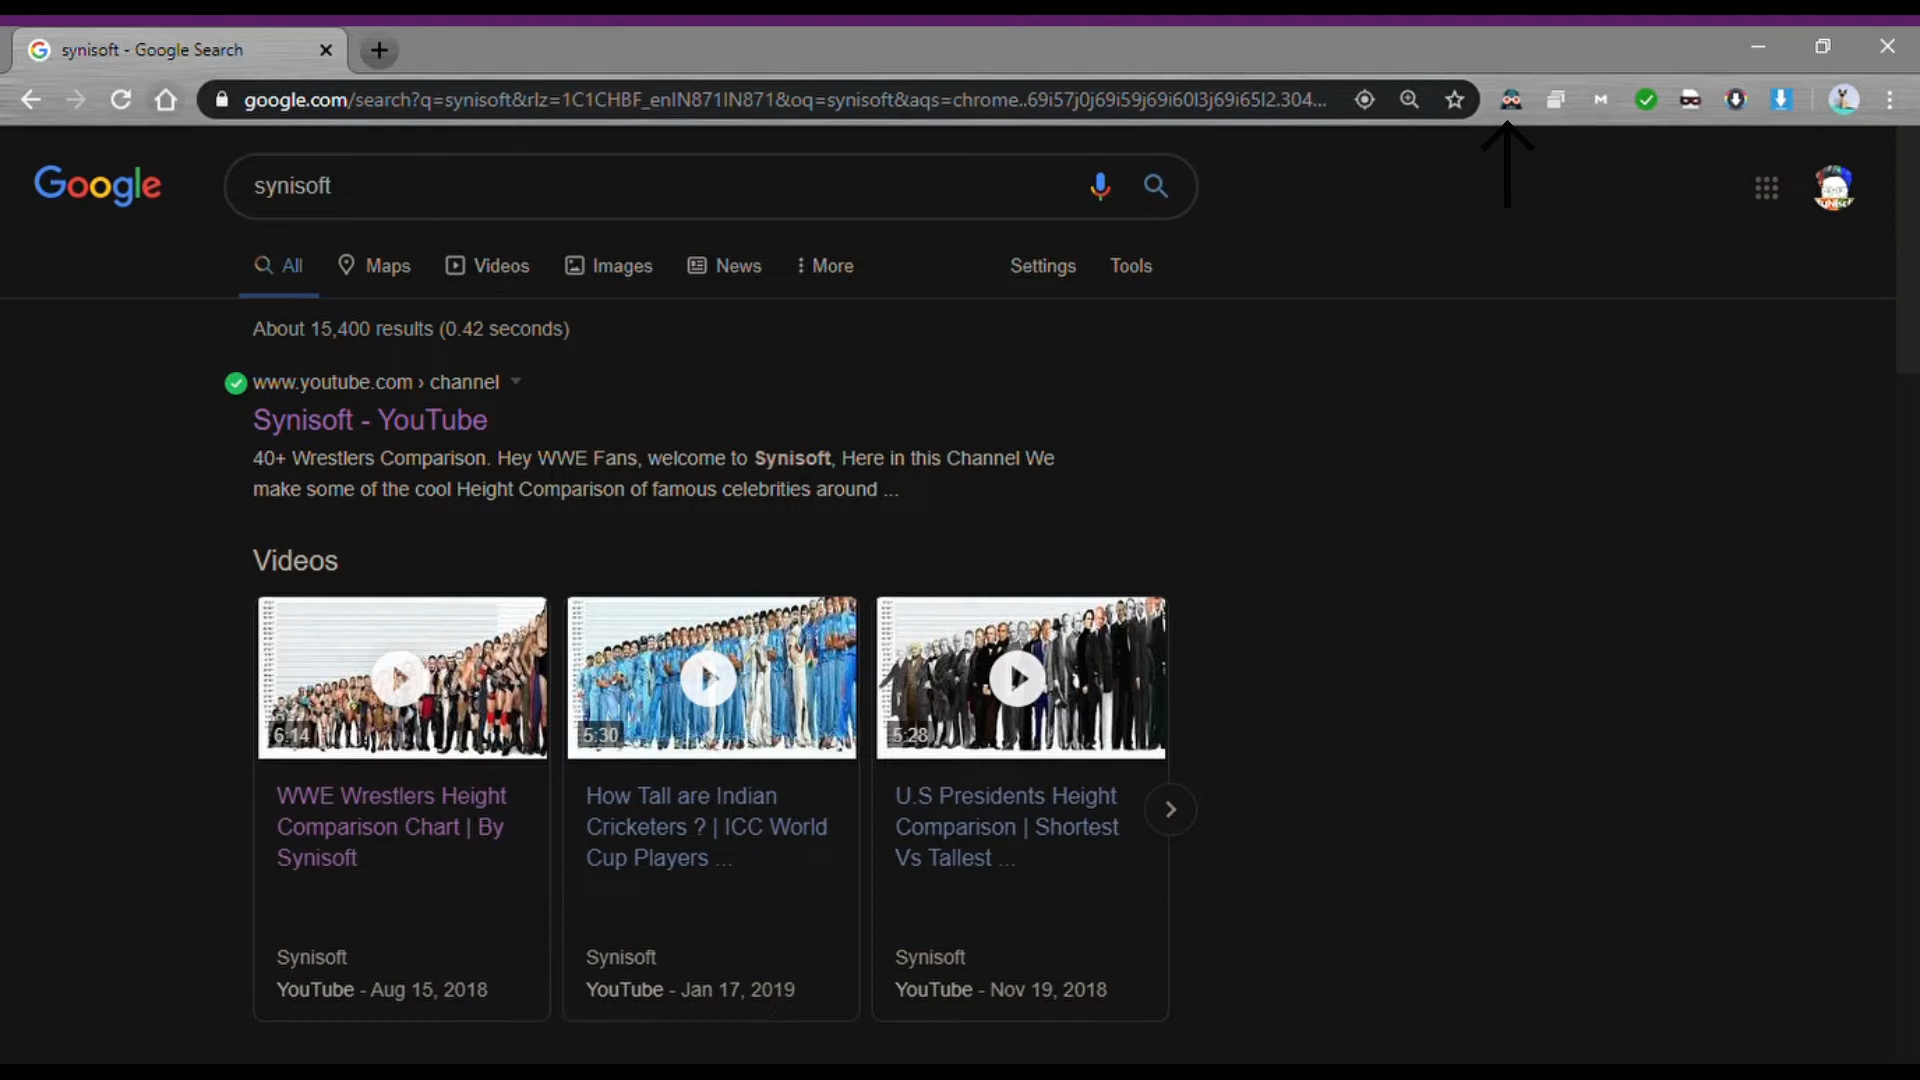 synisoft - Google Search
google.com/search?q=synisoft&rlz=1C1CHBF_enIN871IN871&oq=synisoft&aqs=chrome..69i57j0j69i59j69i60l3j69i65l2.304...
M
Google
synisoft
All Maps Videos Images News More Settings Tools
About 15,400 results (0.42 seconds)
www.youtube.com › channel
Synisoft - YouTube
40+ Wrestlers Comparison. Hey WWE Fans, welcome to Synisoft, Here in this Channel We
make some of the cool Height Comparison of famous celebrities around ...
Videos
6:14
5:30
5:28
WWE Wrestlers Height
Comparison Chart | By
Synisoft
Synisoft
YouTube - Aug 15, 2018
How Tall are Indian
Cricketers ? | ICC World
Cup Players ...
Synisoft
YouTube - Jan 17, 2019
U.S Presidents Height
Comparison | Shortest
Vs Tallest ...
Synisoft
YouTube - Nov 19, 2018